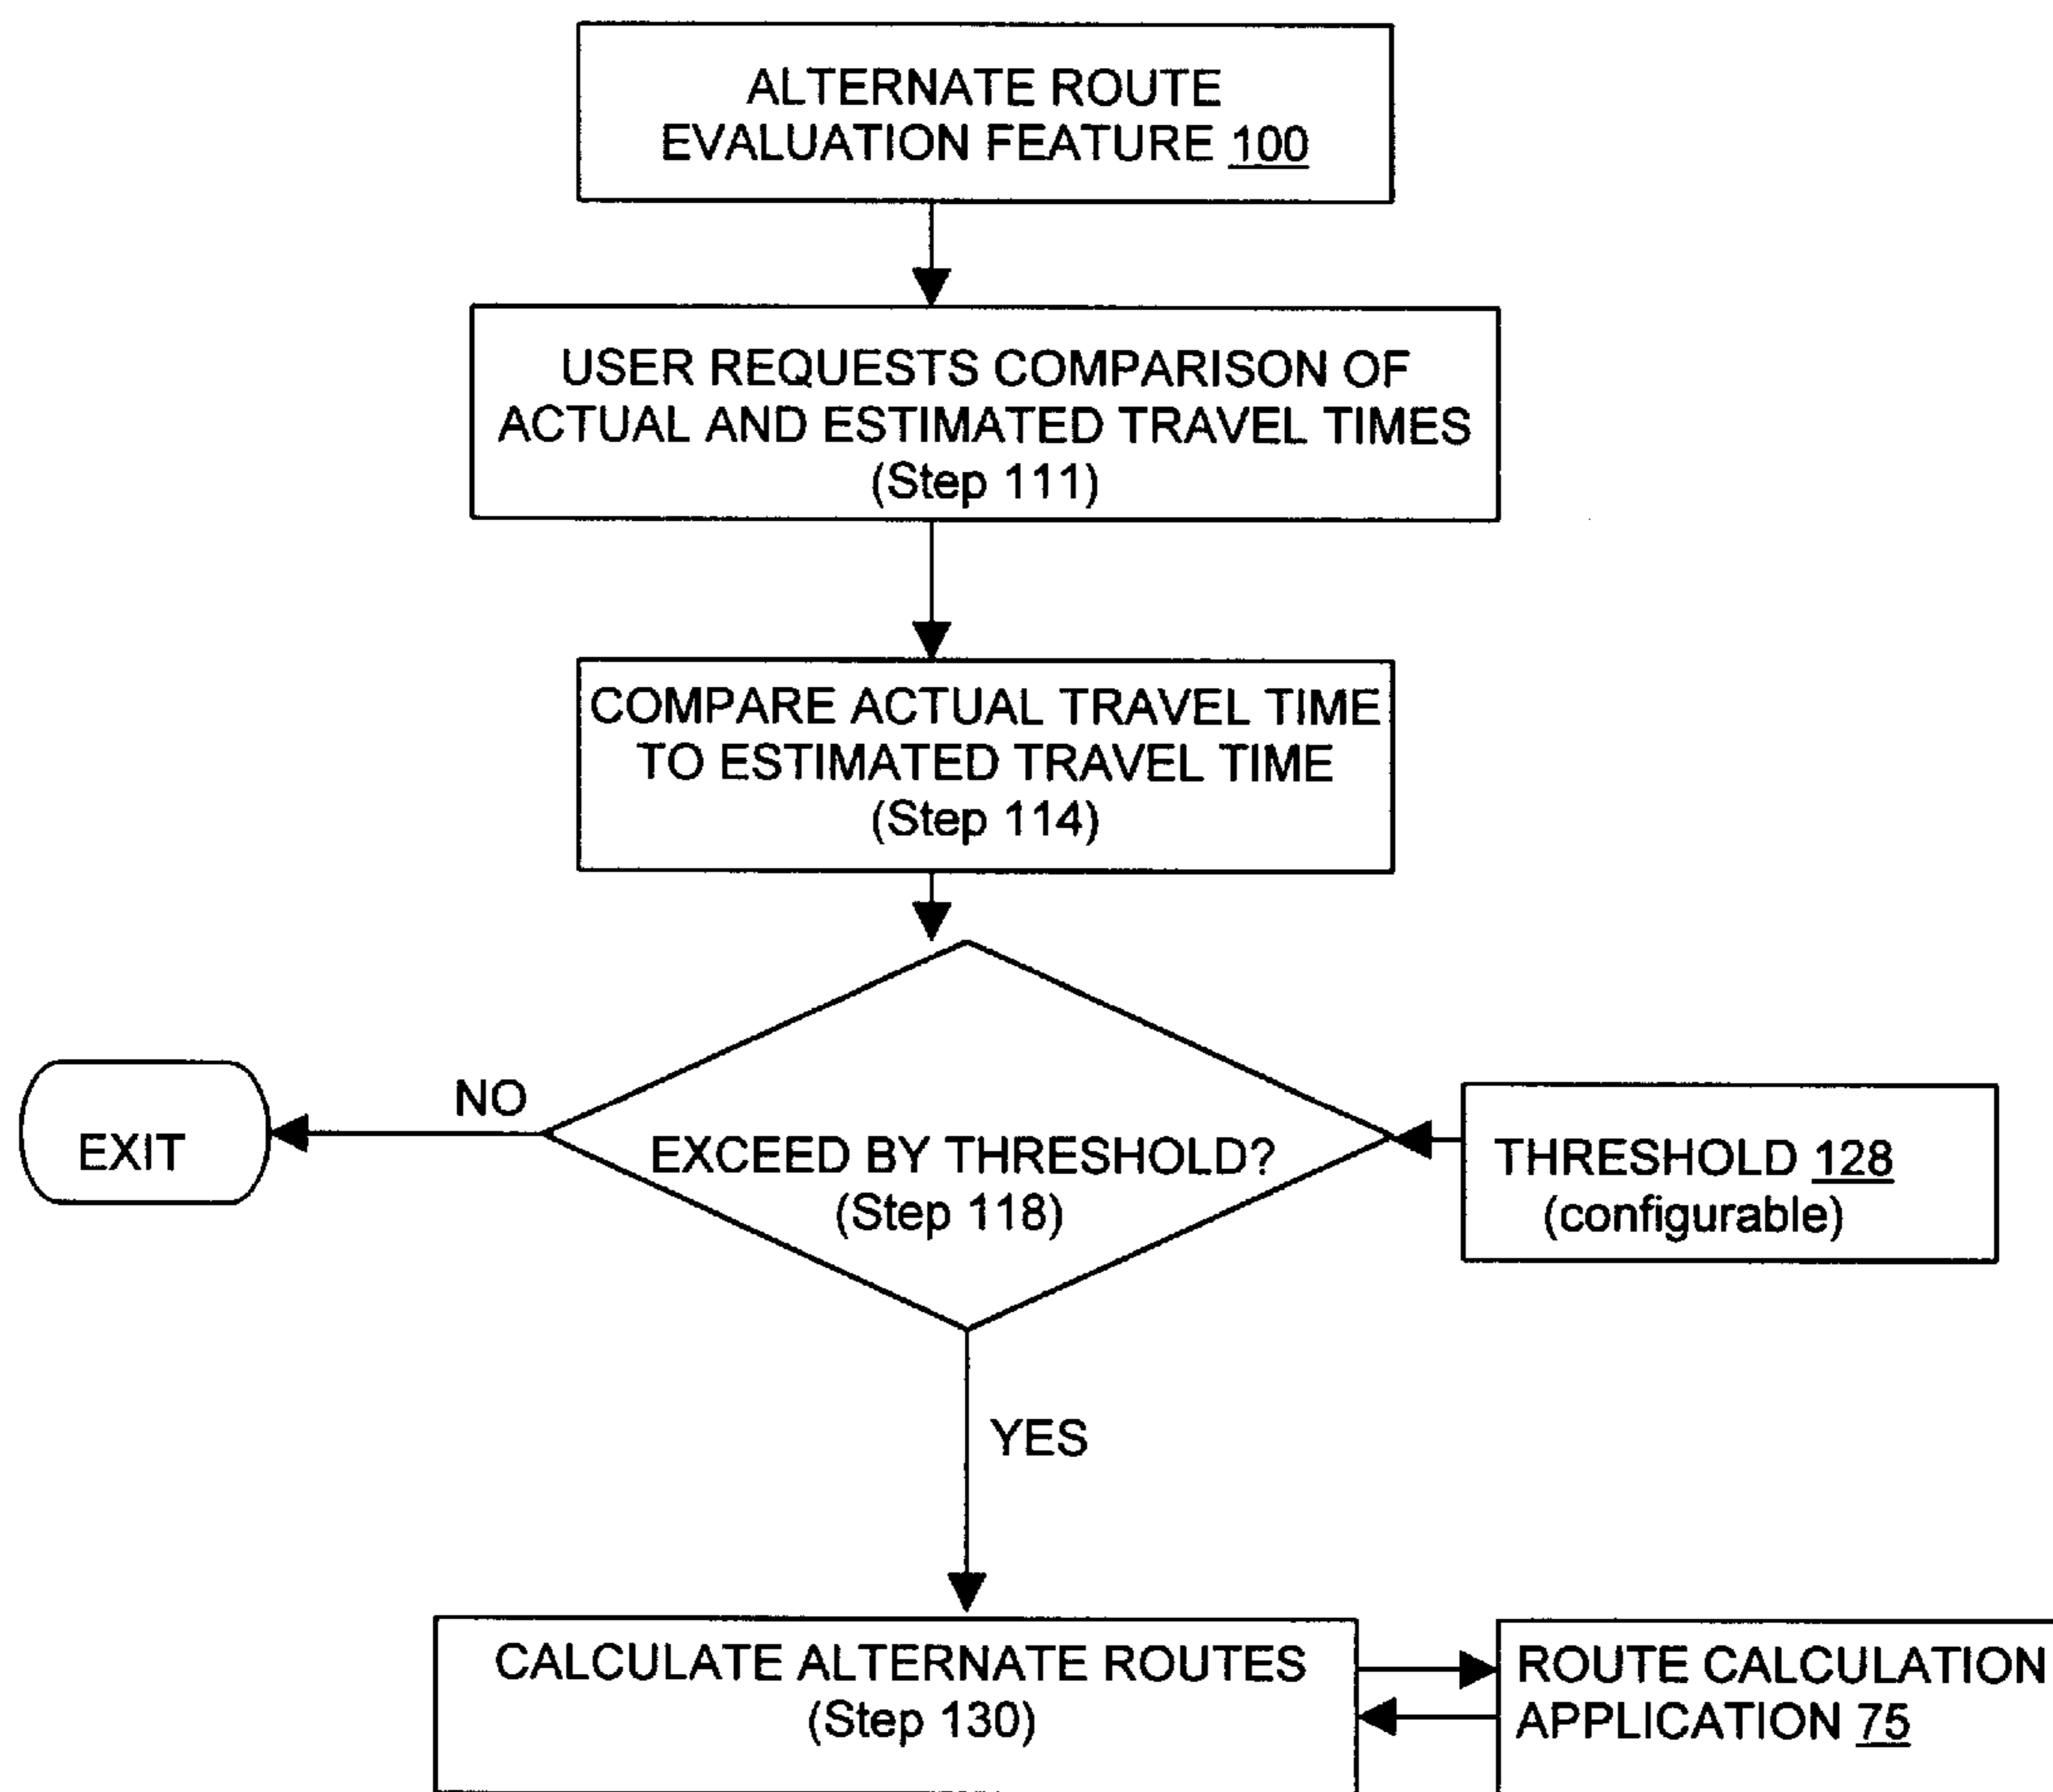 ALTERNATE ROUTE
EVALUATION FEATURE 100
USER REQUESTS COMPARISON OF
ACTUAL AND ESTIMATED TRAVEL TIMES
(Step 111)
COMPARE ACTUAL TRAVEL TIME
TO ESTIMATED TRAVEL TIME
(Step 114)
NO
EXIT
EXCEED BY THRESHOLD?
(Step 118)
THRESHOLD 128
(configurable)
YES
CALCULATE ALTERNATE ROUTES
(Step 130)
ROUTE CALCULATION
APPLICATION 75